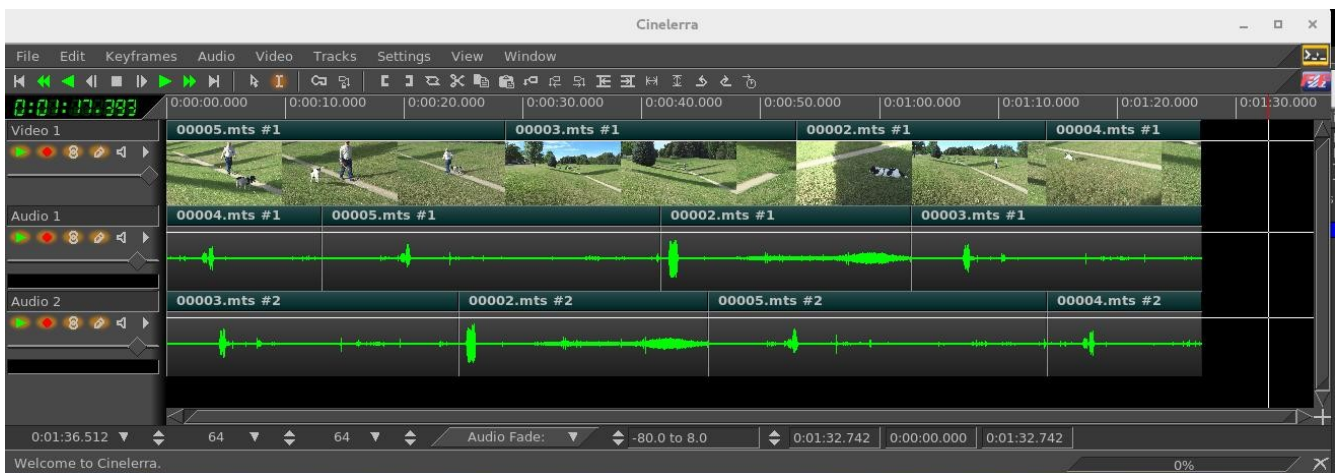 Cinelerra
File Edit Keyframes Audio Video Tracks Settings View Window
0:01:17.393 0:00:00.000 0:00:10.000 0:00:20.000 0:00:30.000 0:00:40.000 0:00:50.000 0:01:00.000 0:01:10.000 0:01:20.000 0:01:30.000
Video 1 00005.mts #1 00003.mts #1 00002.mts #1 00004.mts #1
Audio 1 00004.mts #1 00005.mts #1 00002.mts #1 00003.mts #1
Audio 2 00003.mts #2 00002.mts #2 00005.mts #2 00004.mts #2
0:01:36.512 64 64 Audio Fade: -80.0 to 8.0 0:01:32.742 0:00:00.000 0:01:32.742
Welcome to Cinelerra. 0%